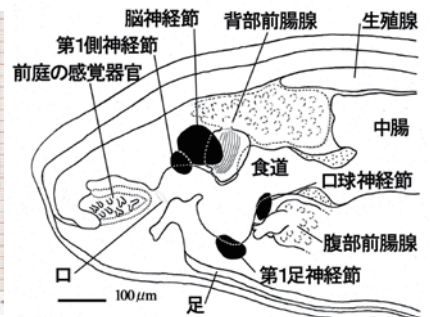 脳神経節
背部前腸腺
生殖腺
第1側神経節
前庭の感覚器官
中腸
食道
口球神経節
腹部前腸腺
口
第1足神経節
100μm
足